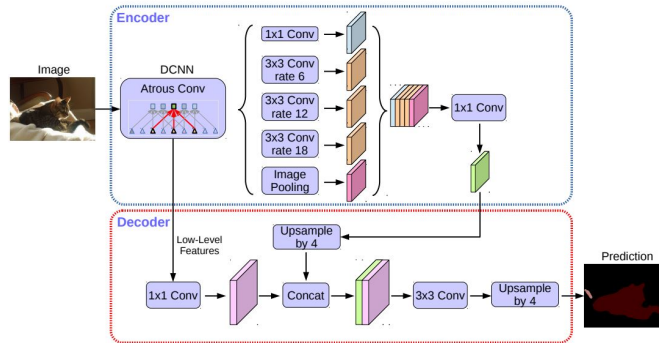 Encoder
Image
DCNN
Atrous Conv
1x1 Conv
3x3 Conv
rate 6
3x3 Conv
rate 12
3x3 Conv
rate 18
Image
Pooling
1x1 Conv
Decoder
Low-Level
Features
Upsample
by 4
1x1 Conv
Concat
3x3 Conv
Upsample
by 4
Prediction